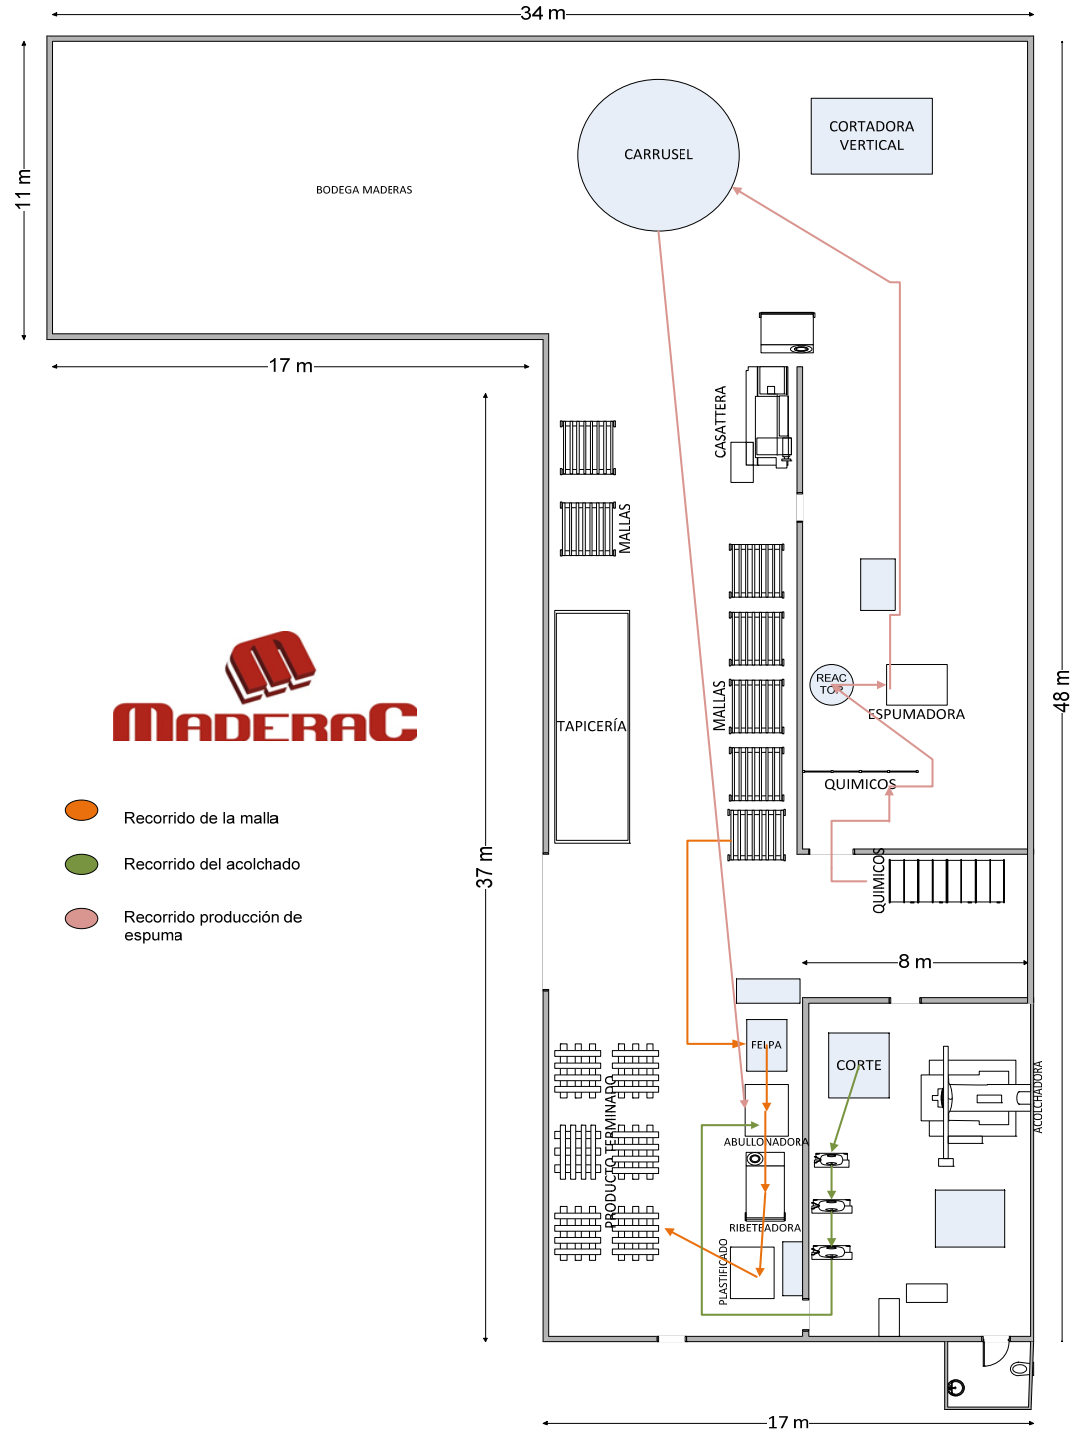 34 m
CARRUSEL
CORTADORA
VERTICAL
11 m
BODEGA MADERAS
17 m
CASATTERA
MALLAS
MALLAS
TAPICERÍA
REAC
TOR
ESPUMADORA
48 m
MADERAC
QUIMICOS
Recorrido de la malla
Recorrido del acolchado
Recorrido producción de
espuma
37 m
QUIMICOS
8 m
FELPA
CORTE
ACOLCHADORA
PRODUCTO TERMINADO
ABULLONADORA
RIBETEADORA
PLASTIFICADO
17 m